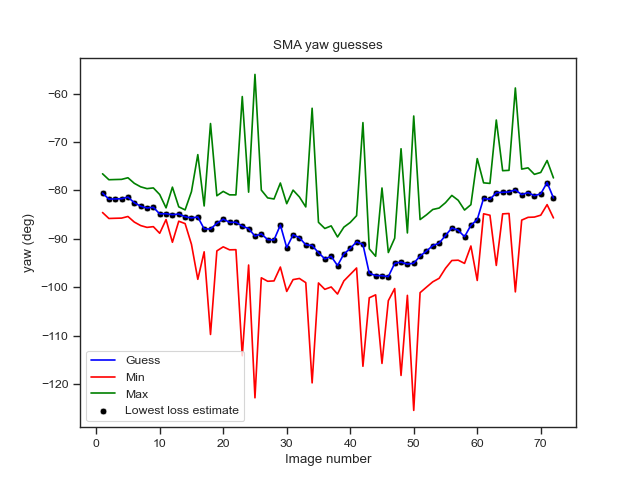 SMA yaw guesses
yaw (deg)
−60
−70
−80
−90
−100
−110
−120
Guess
Min
Max
Lowest loss estimate
0 10 20 30 40 50 60 70
Image number